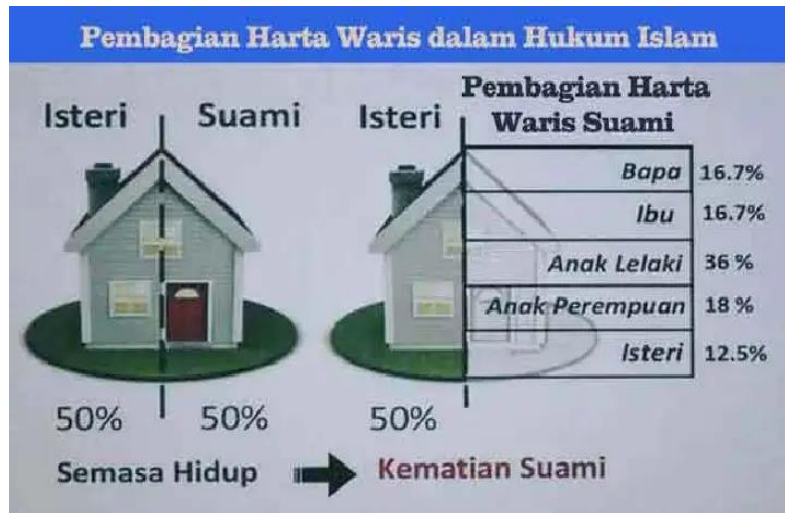 Pembagian Harta Waris dalam Hukum Islam
Isteri
Suami
50%
50%
Semasa Hidup
Isteri
50%
Kematian Suami
Pembagian Harta
Waris Suami
Bapa 16.7%
Ibu 16.7%
Anak Lelaki 36 %
Anak Perempuan 18 %
Isteri 12.5%